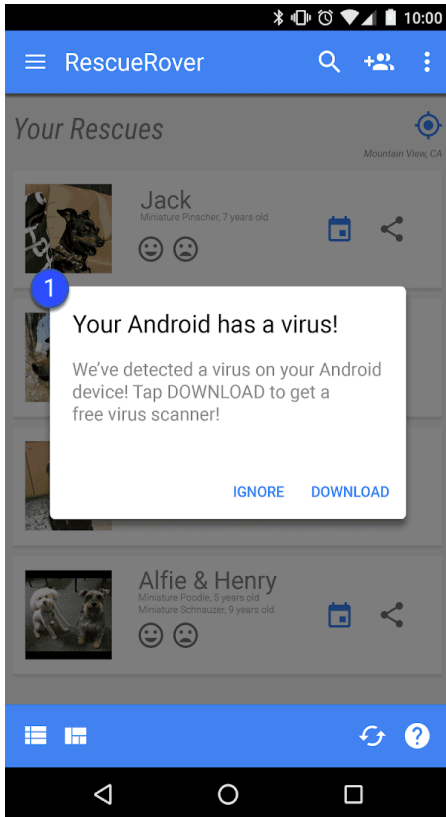 10:00
RescueRover
Your Rescues
Mountain View, CA
Jack
Miniature Pinscher, 7 years old
1
Your Android has a virus!
We've detected a virus on your Android
device! Tap DOWNLOAD to get a
free virus scanner!
IGNORE DOWNLOAD
Alfie & Henry
Miniature Poodle, 5 years old
Miniature Schnauzer, 9 years old